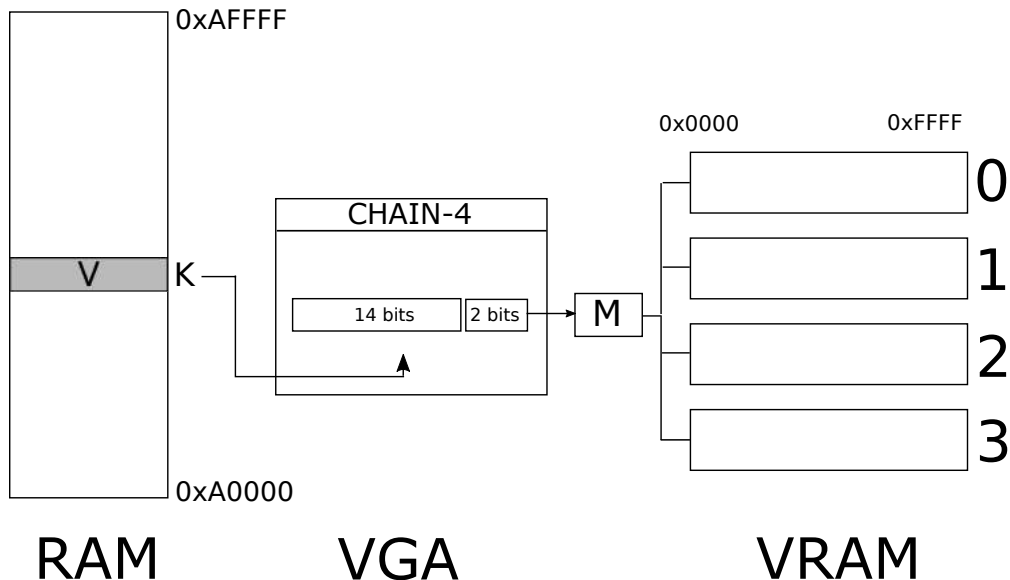 0xAFFFF
V
K
0xA0000
RAM
CHAIN-4
14 bits
2 bits
VGA
M
0x0000
0xFFFF
0
1
2
3
VRAM